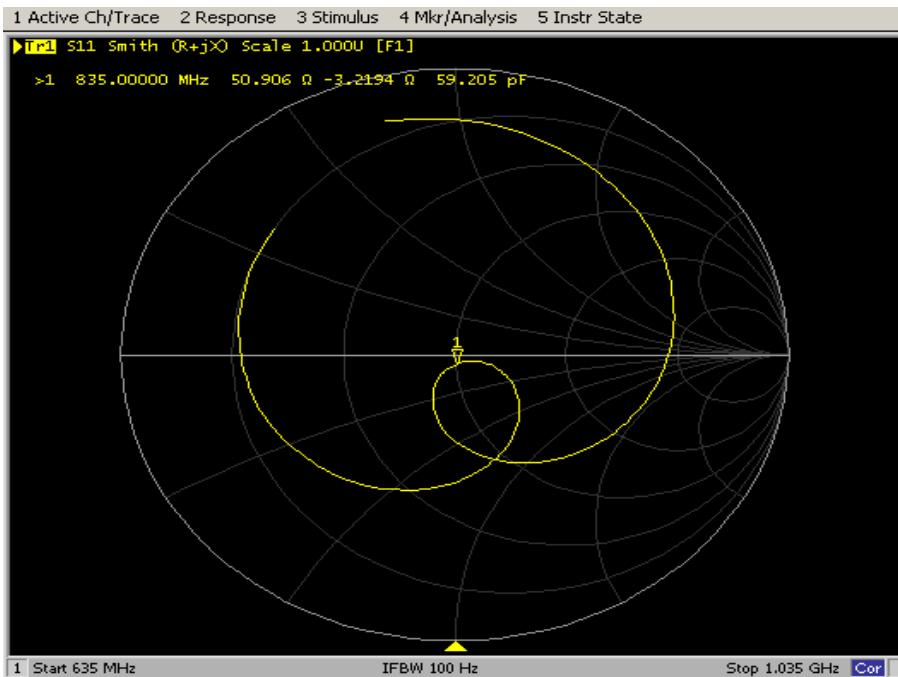 1 Active Ch/Trace 2 Response 3 Stimulus 4 Mkr/Analysis 5 Instr State
Tr1 S11 Smith (R+jX) Scale 1.000U [F1]
>1 835.00000 MHz 50.906 Ω -3.2194 Ω 59.205 pF
1
1 Start 635 MHz IFBW 100 Hz Stop 1.035 GHz Cor